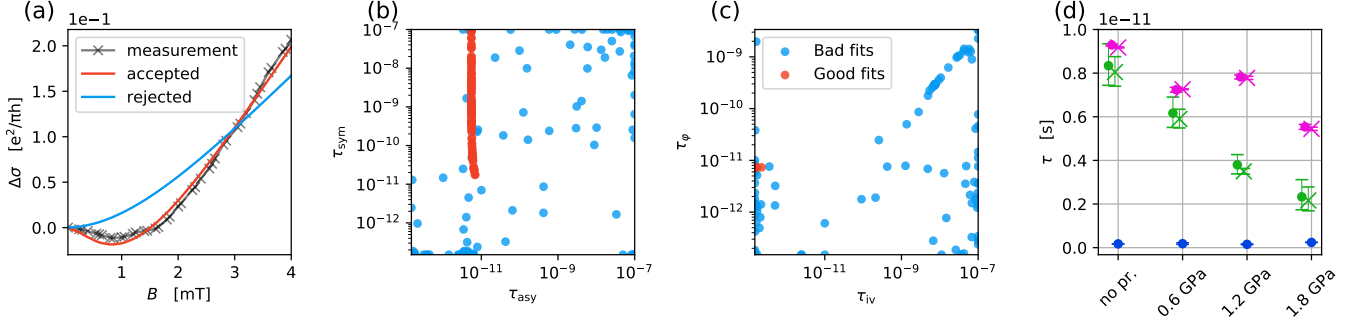 (a)
1e−1
2.0
1.5
1.0
0.5
0.0
Δσ [e²/πh]
measurement
accepted
rejected
1
2
3
4
B [mT]
(b)
10⁻⁷
10⁻⁸
10⁻⁹
10⁻¹⁰
10⁻¹¹
10⁻¹²
τsym
10⁻¹¹
10⁻⁹
10⁻⁷
τasy
(c)
10⁻⁹
10⁻¹⁰
10⁻¹¹
10⁻¹²
τφ
Bad fits
Good fits
10⁻¹¹
10⁻⁹
10⁻⁷
τiv
(d)
1e−11
1.0
0.8
0.6
0.4
0.2
0.0
τ [s]
no pr.
0.6 GPa
1.2 GPa
1.8 GPa